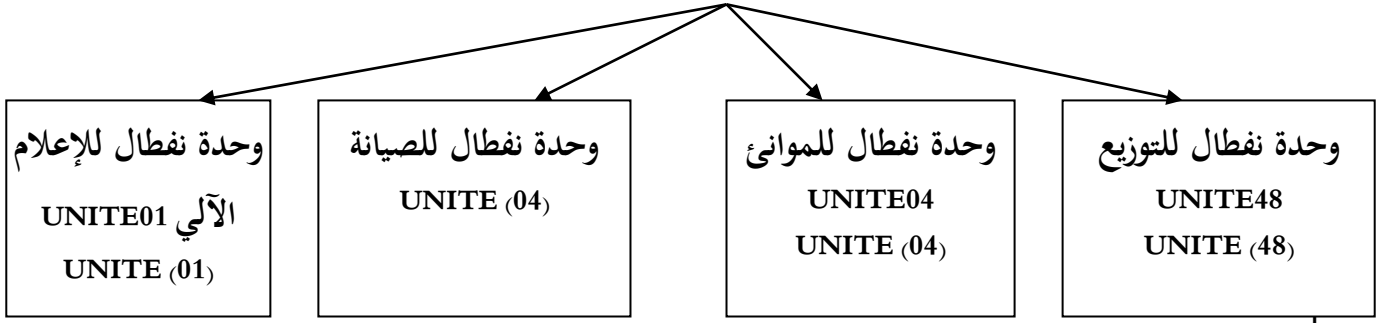 وحدة نفطال للتوزيع
UNITE48
UNITE (48)
وحدة نفطال للموانئ
UNITE04
UNITE (04)
وحدة نفطال للصيانة
UNITE (04)
وحدة نفطال للإعلام
الآلي UNITE01
UNITE (01)